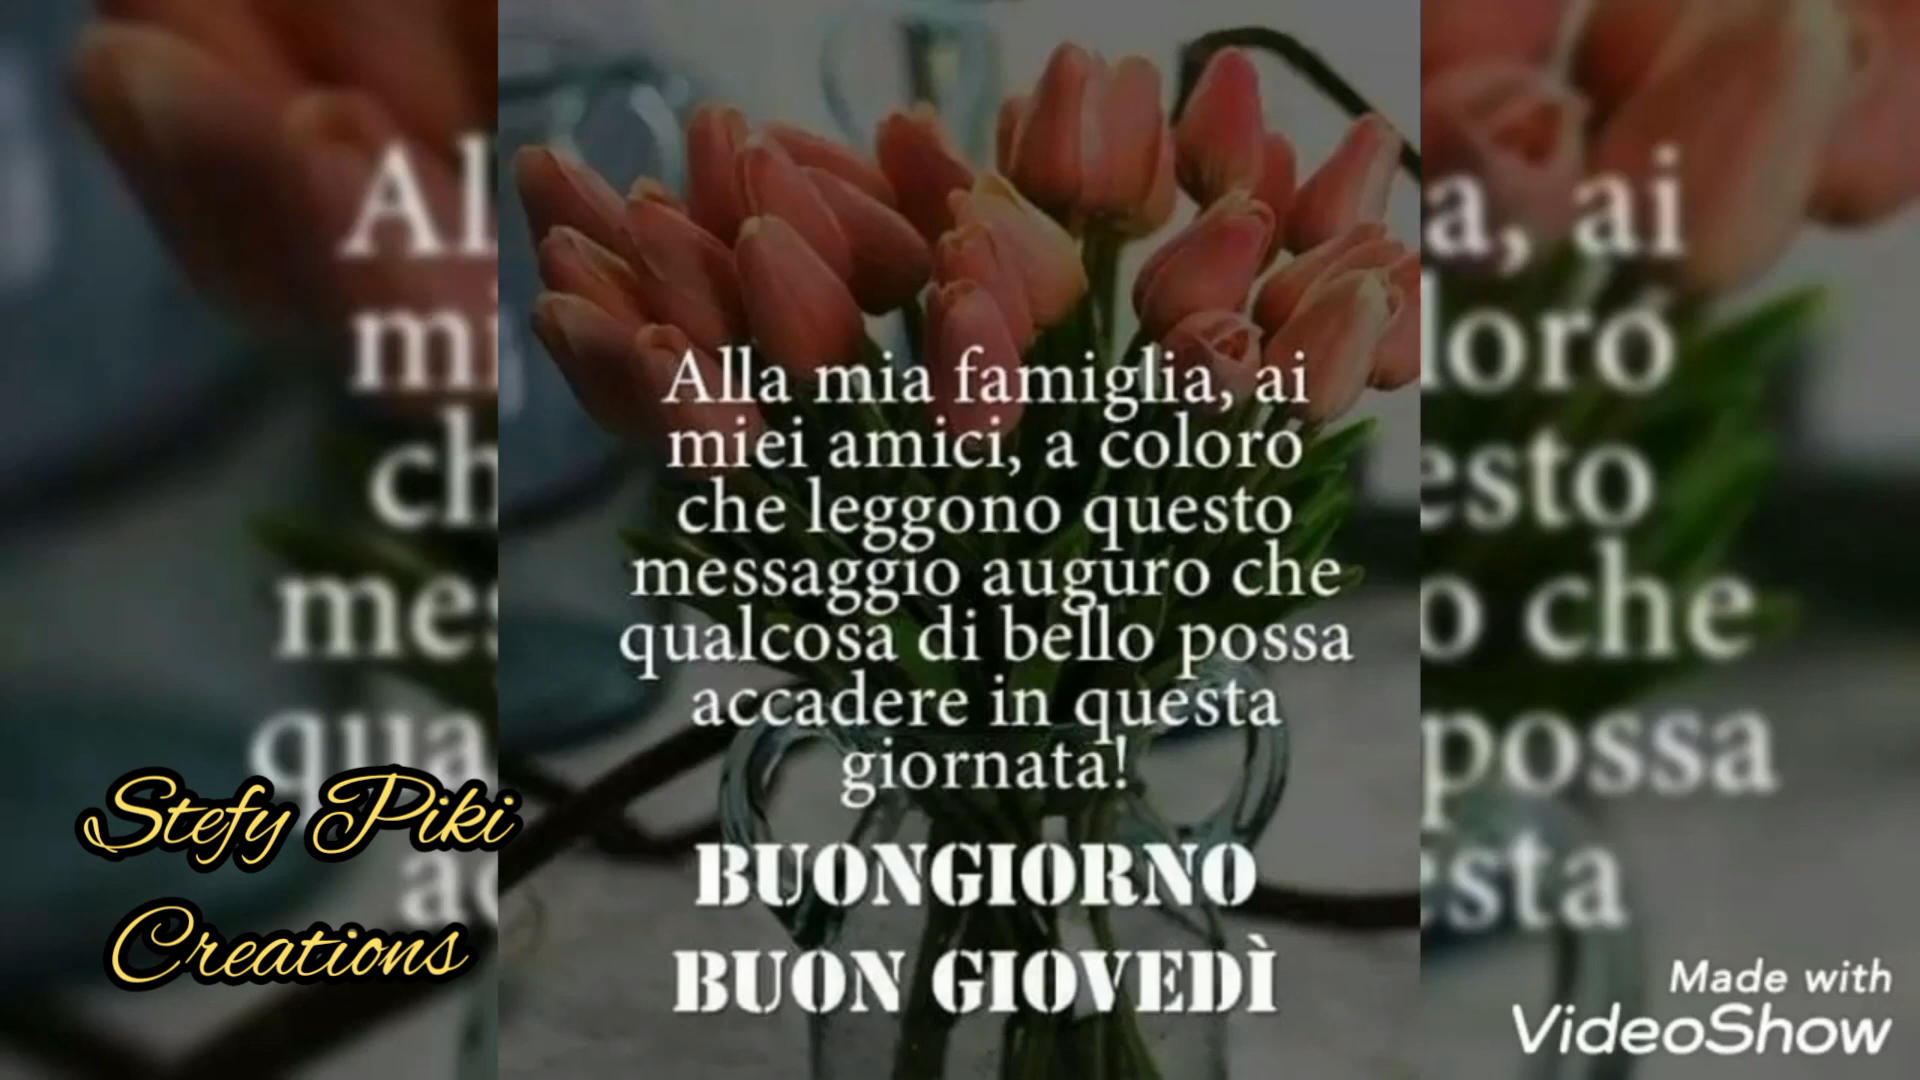 Alla mia famiglia, ai
miei amici, a coloro
che leggono questo
messaggio auguro che
qualcosa di bello possa
accadere in questa
giornata!
BUONGIORNO
BUON GIOVEDÌ
Stefy Piki
Creations
Made with
VideoShow